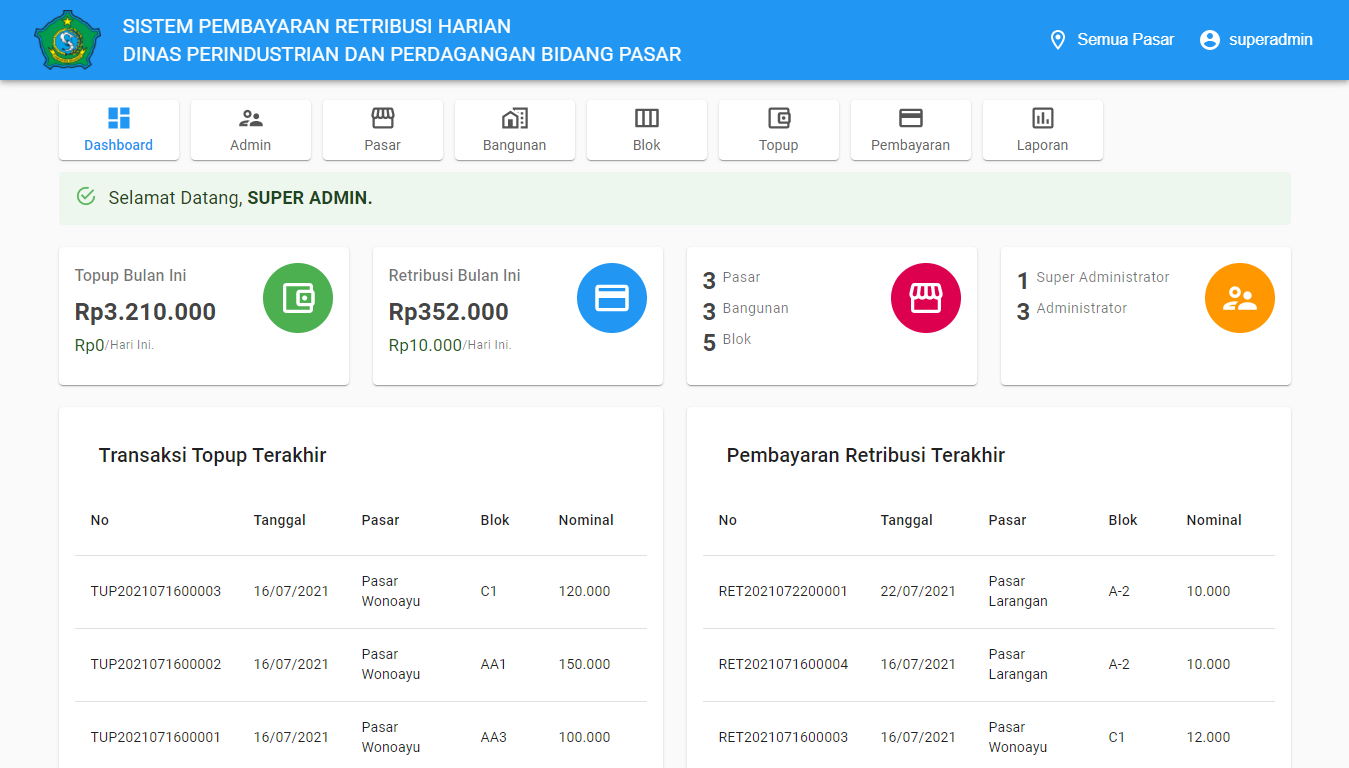 SISTEM PEMBAYARAN RETRIBUSI HARIAN
DINAS PERINDUSTRIAN DAN PERDAGANGAN BIDANG PASAR
Semua Pasar superadmin
Dashboard Admin Pasar Bangunan Blok Topup Pembayaran Laporan
Selamat Datang, SUPER ADMIN.
Topup Bulan Ini
Rp3.210.000
Rp0/Hari Ini.
Retribusi Bulan Ini
Rp352.000
Rp10.000/Hari Ini.
3 Pasar
3 Bangunan
5 Blok
1 Super Administrator
3 Administrator
Transaksi Topup Terakhir
No Tanggal Pasar Blok Nominal
TUP2021071600003 16/07/2021 Pasar Wonoayu C1 120.000
TUP2021071600002 16/07/2021 Pasar Wonoayu AA1 150.000
TUP2021071600001 16/07/2021 Pasar Wonoayu AA3 100.000
Pembayaran Retribusi Terakhir
No Tanggal Pasar Blok Nominal
RET2021072200001 22/07/2021 Pasar Larangan A-2 10.000
RET2021071600004 16/07/2021 Pasar Larangan A-2 10.000
RET2021071600003 16/07/2021 Pasar Wonoayu C1 12.000